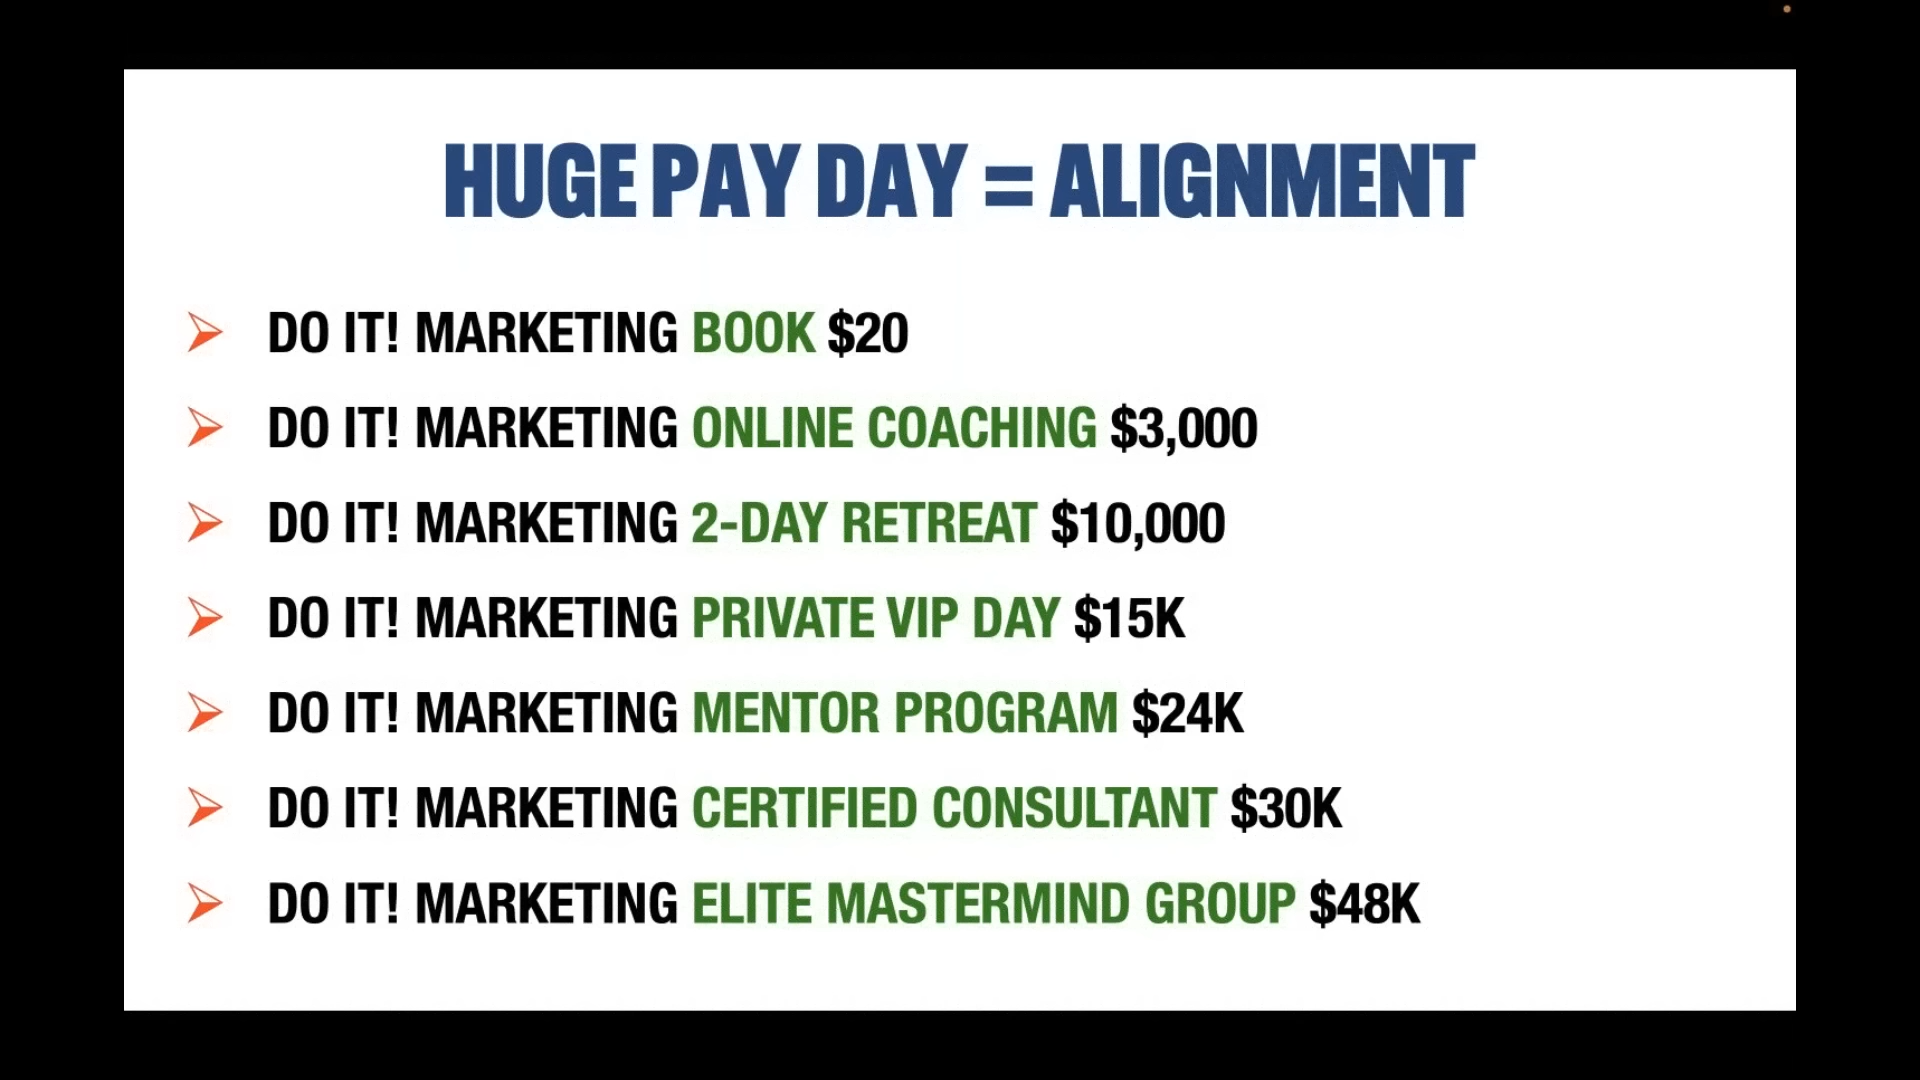 HUGE PAY DAY = ALIGNMENT
DO IT! MARKETING BOOK $20
DO IT! MARKETING ONLINE COACHING $3,000
DO IT! MARKETING 2-DAY RETREAT $10,000
DO IT! MARKETING PRIVATE VIP DAY $15K
DO IT! MARKETING MENTOR PROGRAM $24K
DO IT! MARKETING CERTIFIED CONSULTANT $30K
DO IT! MARKETING ELITE MASTERMIND GROUP $48K